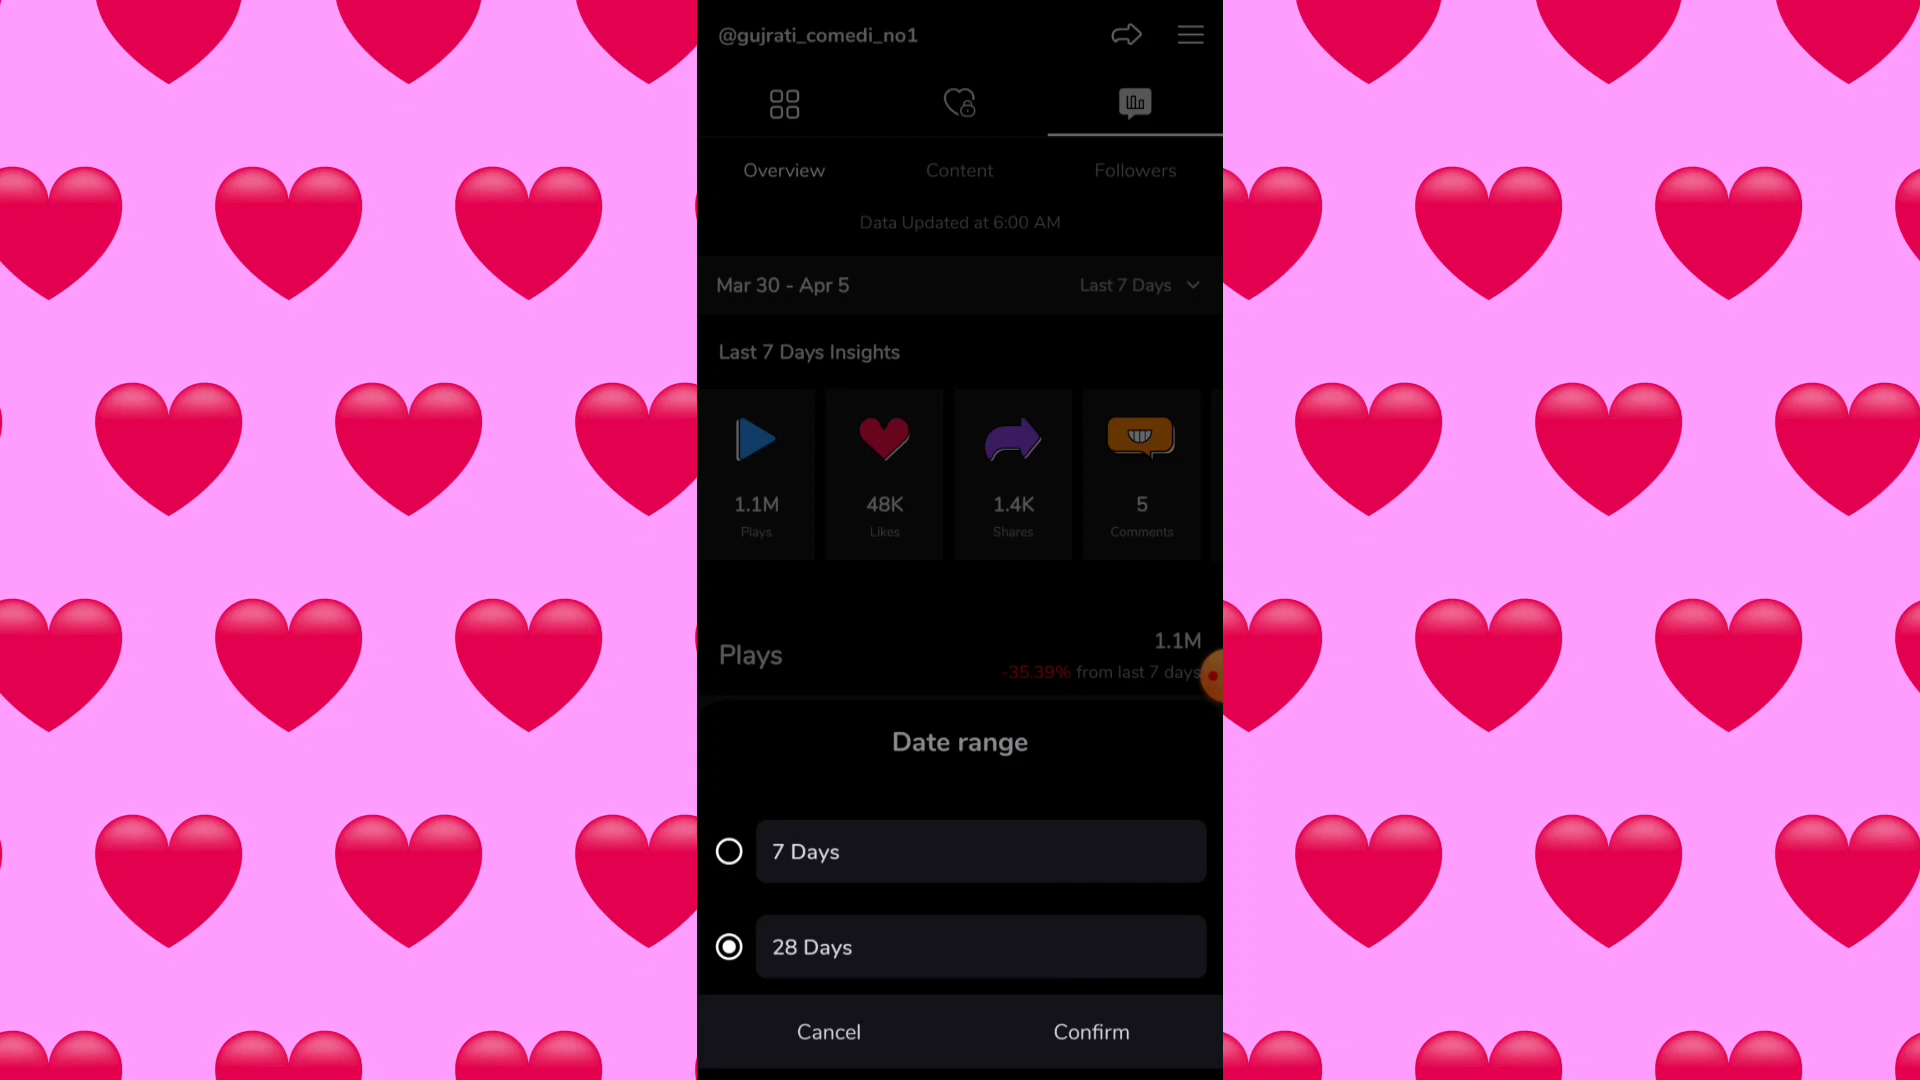 @gujrati_comedi_no1
Overview Content Followers
Data Updated at 6:00 AM
Mar 30 - Apr 5 Last 7 Days
Last 7 Days Insights
1.1M 48K 1.4K 5
Plays Likes Shares Comments
Plays 1.1M
-35.39% from last 7 days
Date range
7 Days
28 Days
Cancel Confirm